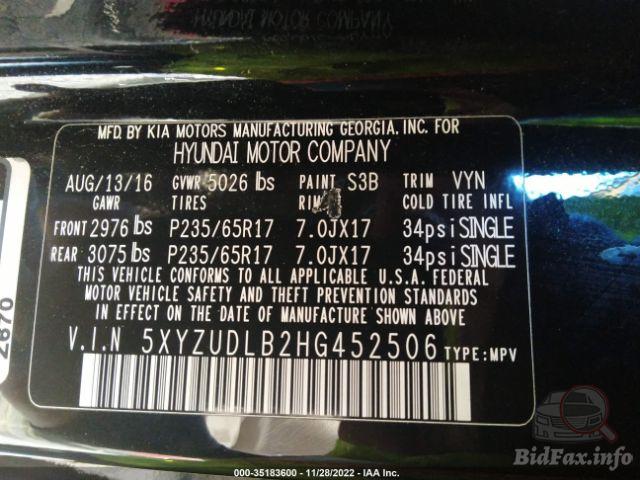 HYUNDAI MOTOR COMPANY
MFD. BY KIA MOTORS MANUFACTURING GEORGIA, INC. FOR
HYUNDAI MOTOR COMPANY
AUG/13/16 GVWR 5026 lbs PAINT S3B TRIM VYN
GAWR TIRES RIM COLD TIRE INFL
FRONT 2976 lbs P235/65R17 7.0JX17 34psi SINGLE
REAR 3075 lbs P235/65R17 7.0JX17 34psi SINGLE
THIS VEHICLE CONFORMS TO ALL APPLICABLE U.S.A. FEDERAL
MOTOR VEHICLE SAFETY AND THEFT PREVENTION STANDARDS
IN EFFECT ON THE DATE OF MANUFACTURE SHOWN ABOVE.
V.I.N 5XYZUDLB2HG452506 TYPE: MPV
2670
BidFax.info
000-35183600 - 11/28/2022 - IAA Inc.